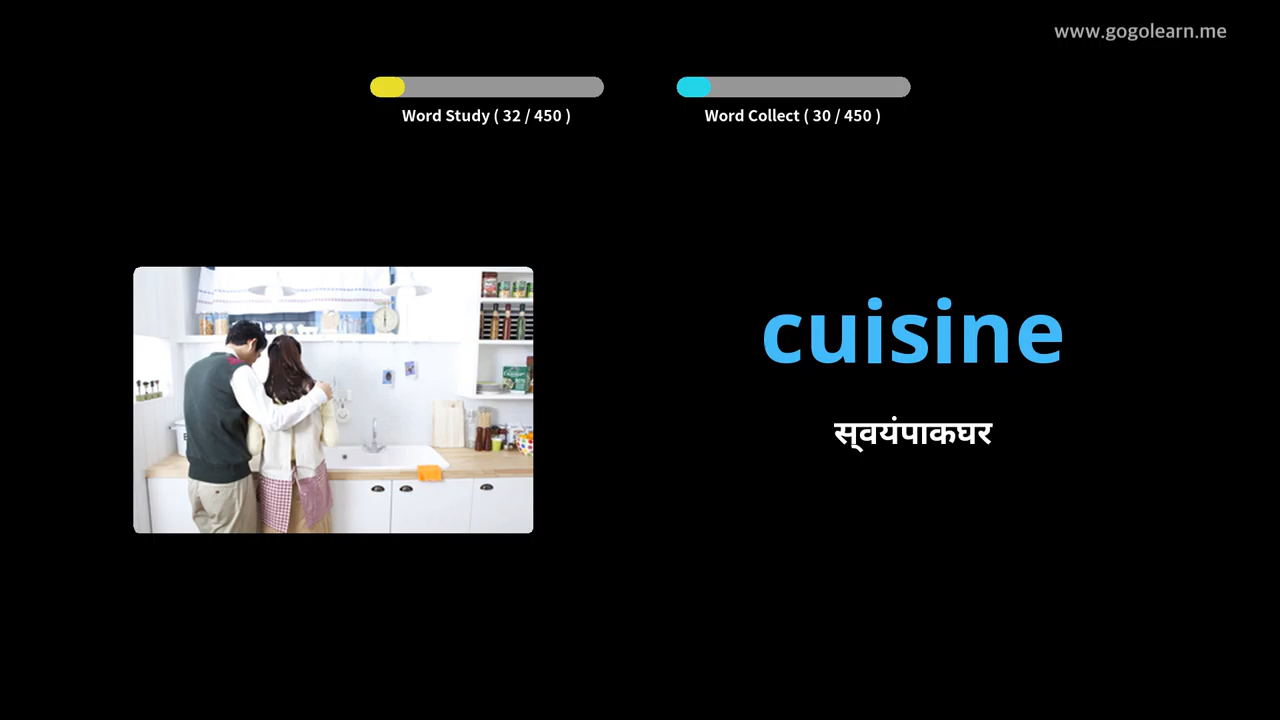 www.gogolearn.me
Word Study ( 32 / 450 )
Word Collect ( 30 / 450 )
cuisine
स्वयंपाकघर